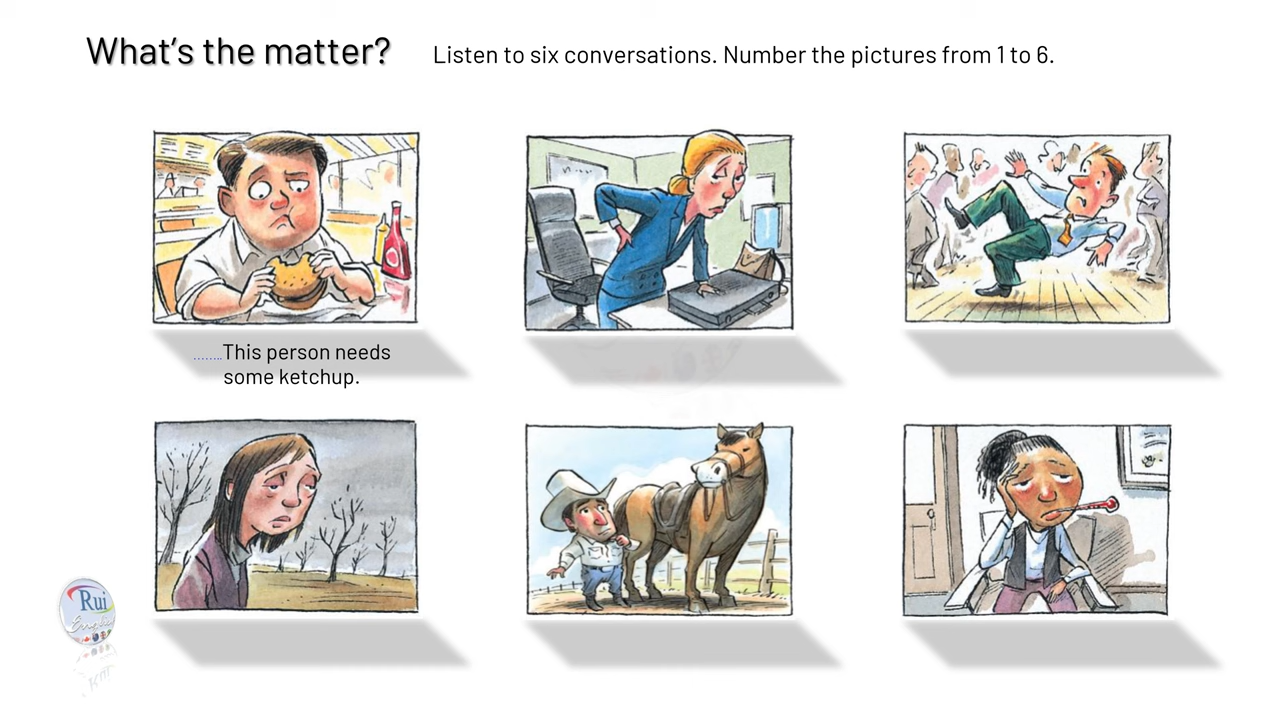 What's the matter?
Listen to six conversations. Number the pictures from 1 to 6.
........This person needs
some ketchup.
Rui